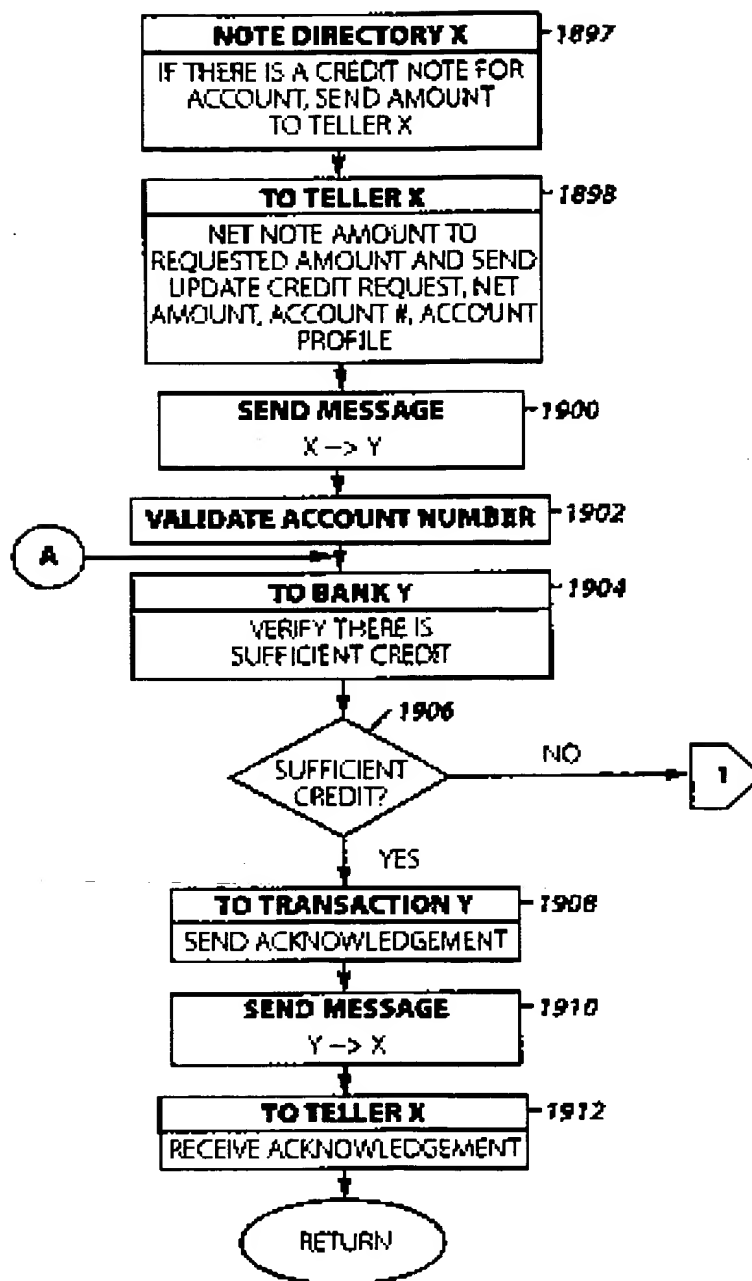 NOTE DIRECTORY X
1897
IF THERE IS A CREDIT NOTE FOR
ACCOUNT, SEND AMOUNT
TO TELLER X
TO TELLER X
1898
NET NOTE AMOUNT TO
REQUESTED AMOUNT AND SEND
UPDATE CREDIT REQUEST, NET
AMOUNT, ACCOUNT #, ACCOUNT
PROFILE
SEND MESSAGE
1900
X —> Y
VALIDATE ACCOUNT NUMBER
1902
A
TO BANK Y
1904
VERIFY THERE IS
SUFFICIENT CREDIT
1906
SUFFICIENT
CREDIT?
NO
1
YES
TO TRANSACTION Y
1908
SEND ACKNOWLEDGEMENT
SEND MESSAGE
1910
Y —> X
TO TELLER X
1912
RECEIVE ACKNOWLEDGEMENT
RETURN